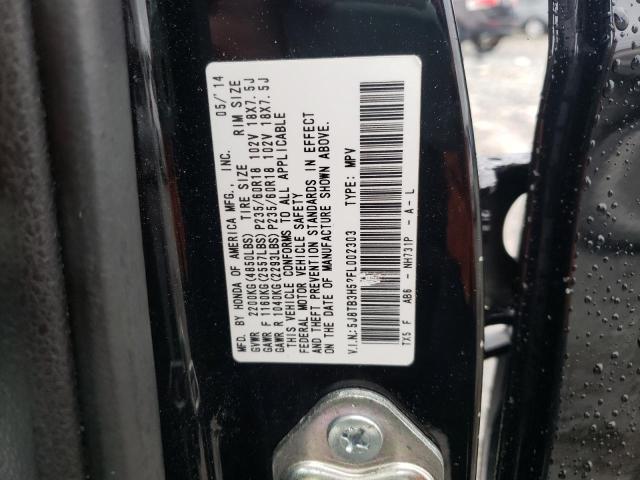 MFD. BY HONDA OF AMERICA MFG., INC. 05/'14
GVWR 2200KG(4850LBS) TIRE SIZE RIM SIZE
GAWR F 1160KG(2557LBS) P235/60R18 102V 18X7.5J
GAWR R 1040KG(2293LBS) P235/60R18 102V 18X7.5J
THIS VEHICLE CONFORMS TO ALL APPLICABLE
FEDERAL MOTOR VEHICLE SAFETY
AND THEFT PREVENTION STANDARDS IN EFFECT
ON THE DATE OF MANUFACTURE SHOWN ABOVE.
V.I.N.: 5J8TB3H52FL002303 TYPE: MPV
TX5 F AB6 - NH731P - A - L